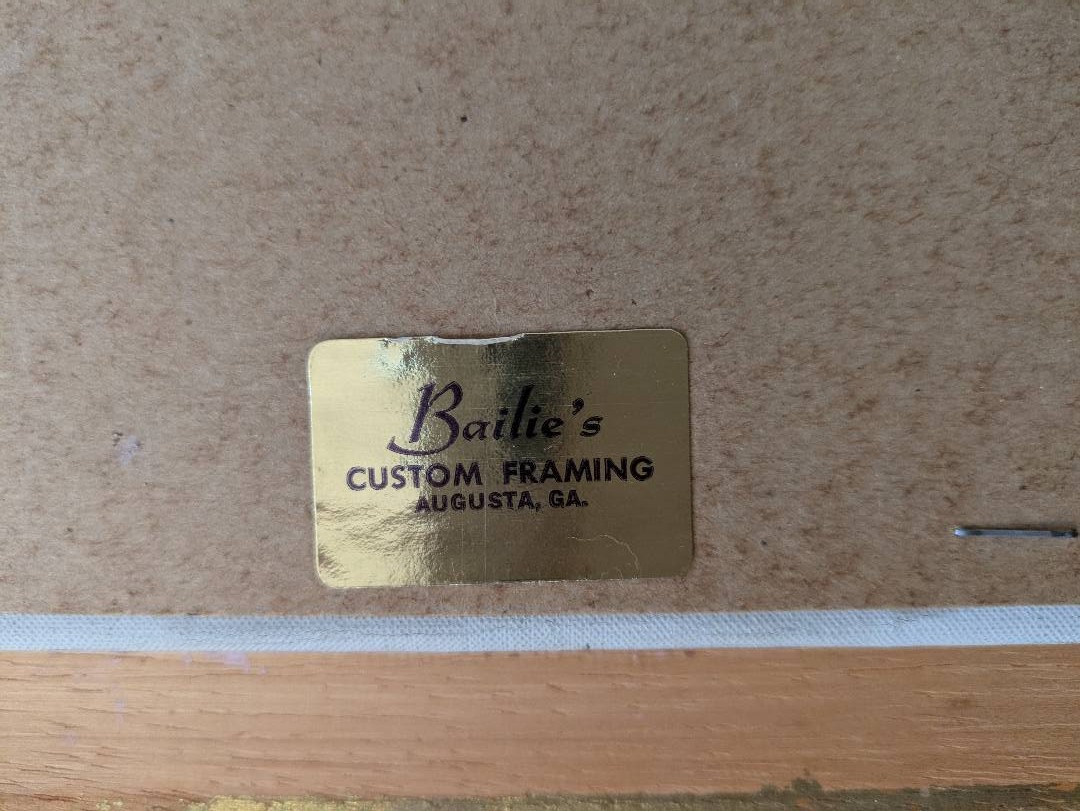 Bailie's
CUSTOM FRAMING
AUGUSTA, GA.